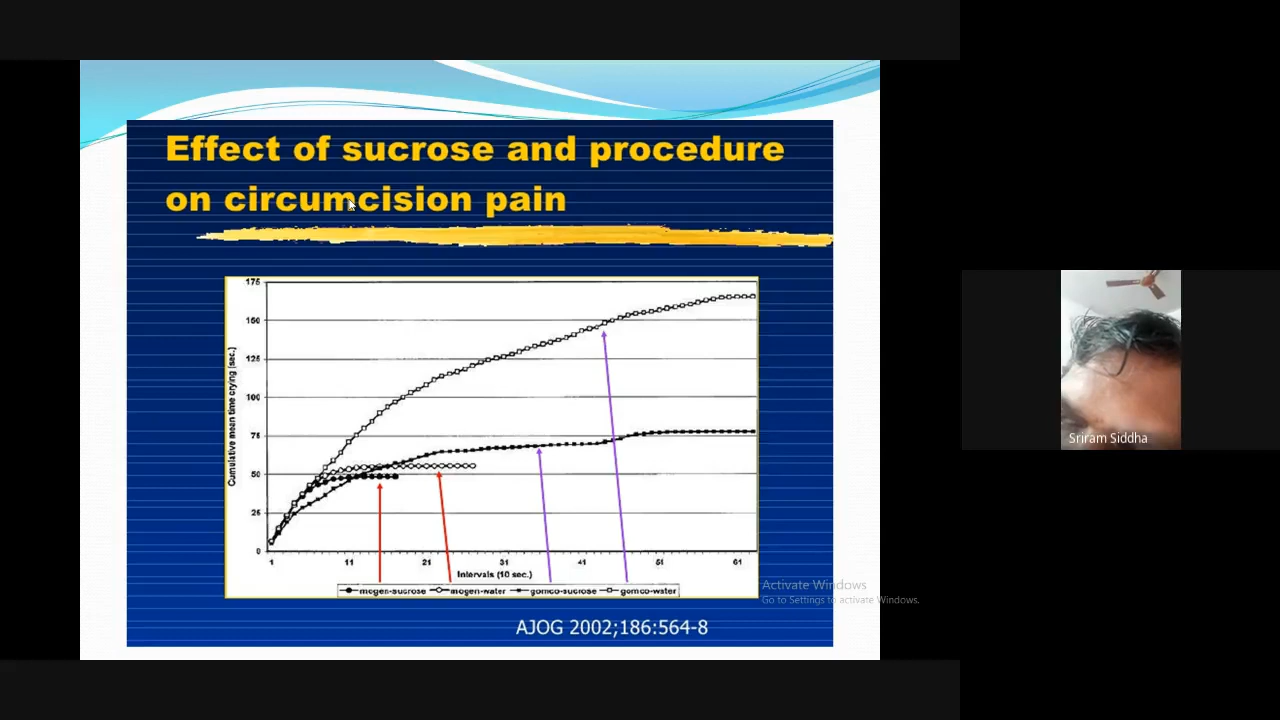 Effect of sucrose and procedure
on circumcision pain
175
150
125
100
75
50
25
0
Cumulative mean time crying (sec.)
1 11 21 31 41 51 61
Intervals (10 sec.)
mogen-sucrose mogen-water gomco-sucrose gomco-water
AJOG 2002;186:564-8
Activate Windows
Go to Settings to activate Windows.
Sriram Siddha